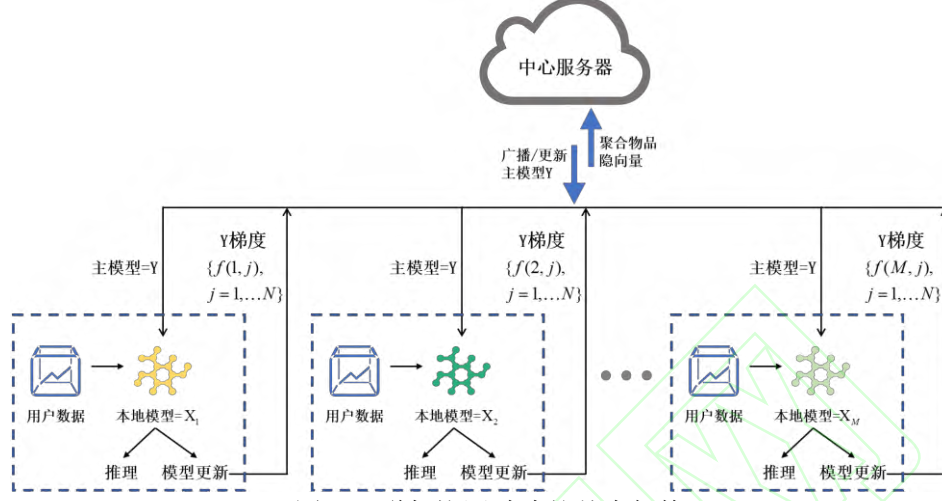 中心服务器
广播/更新
主模型Y
聚合物品
隐向量
主模型=Y
Y梯度
{f(1, j),
j=1,…N}
主模型=Y
Y梯度
{f(2, j),
j=1,…N}
主模型=Y
Y梯度
{f(M, j),
j=1,…N}
用户数据
本地模型=X₁
推理
模型更新
用户数据
本地模型=X₂
推理
模型更新
用户数据
本地模型=X_M
推理
模型更新